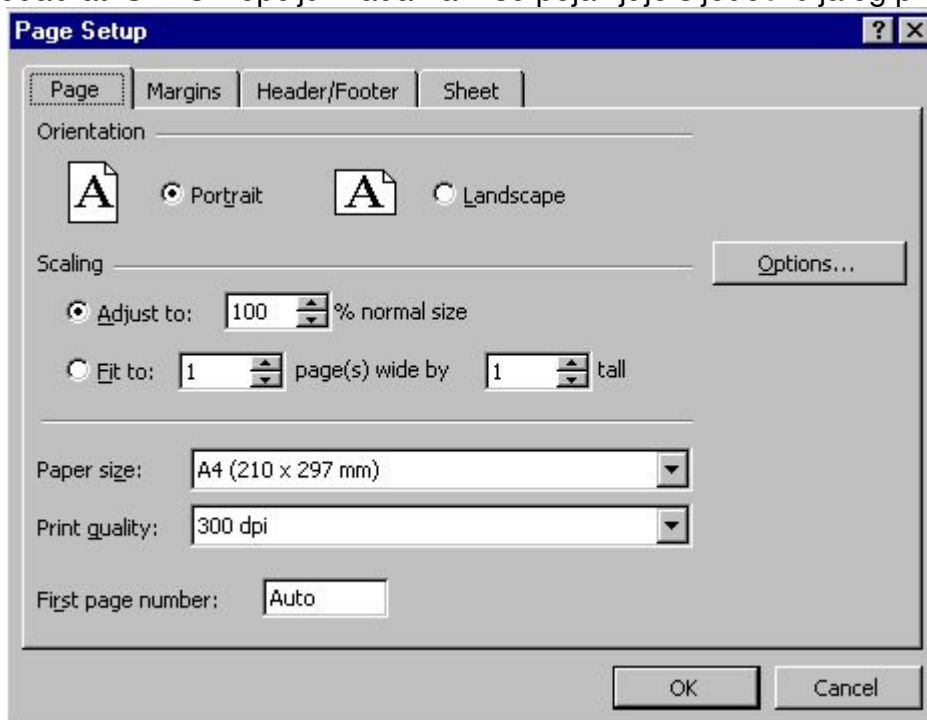 Page Setup
Page Margins Header/Footer Sheet
Orientation
A Portrait A Landscape
Scaling
Options...
Adjust to: 100 % normal size
Fit to: 1 page(s) wide by 1 tall
Paper size: A4 (210 x 297 mm)
Print quality: 300 dpi
First page number: Auto
OK Cancel